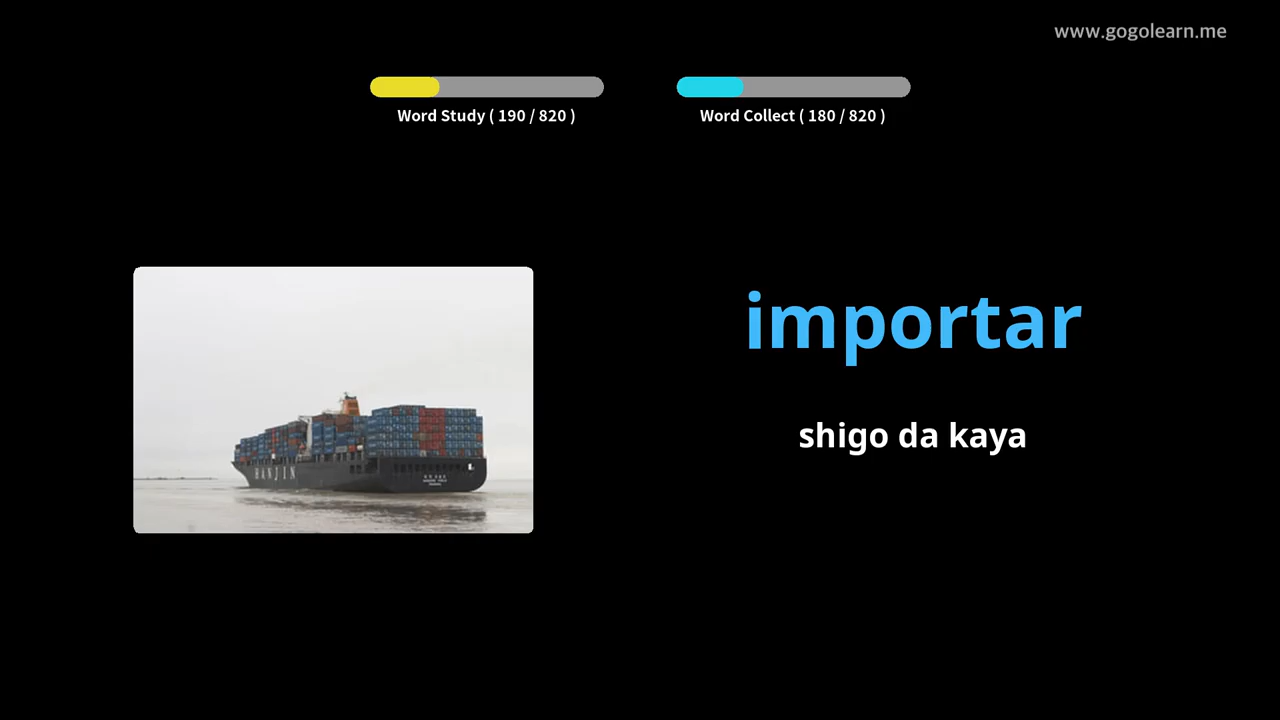 www.gogolearn.me
Word Study ( 190 / 820 )
Word Collect ( 180 / 820 )
importar
shigo da kaya
HANJIN